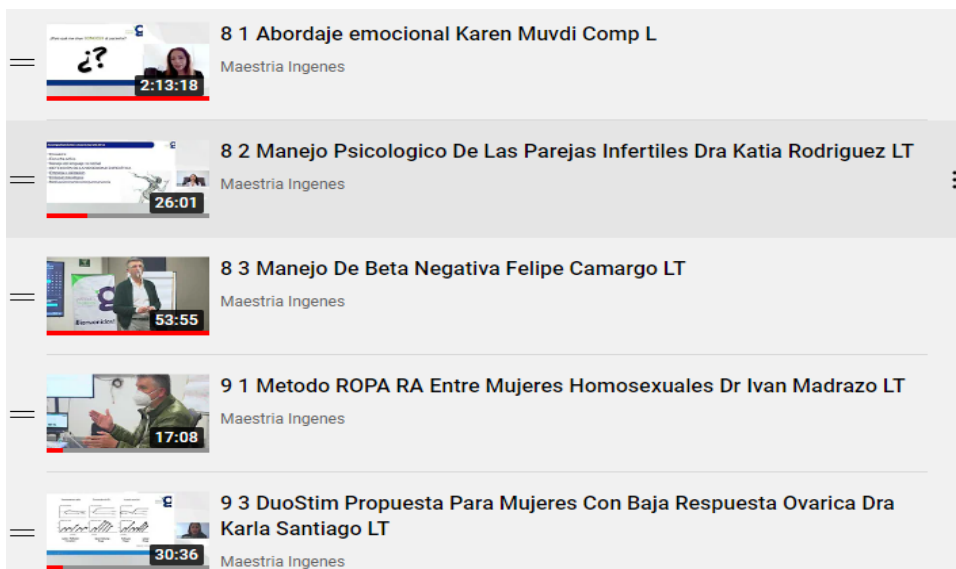 ¿?
2:13:18
8 1 Abordaje emocional Karen Muvdi Comp L
Maestria Ingenes
26:01
8 2 Manejo Psicologico De Las Parejas Infertiles Dra Katia Rodriguez LT
Maestria Ingenes
Bienvenidos
53:55
8 3 Manejo De Beta Negativa Felipe Camargo LT
Maestria Ingenes
17:08
9 1 Metodo ROPA RA Entre Mujeres Homosexuales Dr Ivan Madrazo LT
Maestria Ingenes
30:36
9 3 DuoStim Propuesta Para Mujeres Con Baja Respuesta Ovarica Dra
Karla Santiago LT
Maestria Ingenes